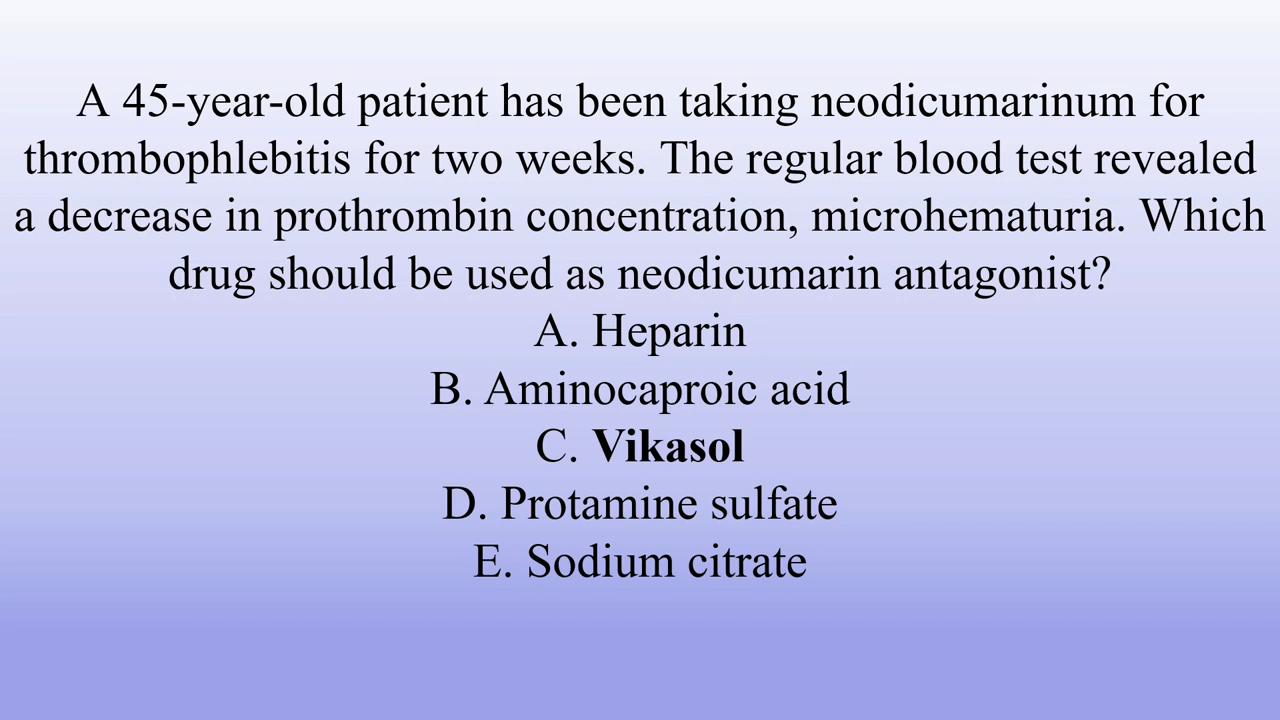 A 45-year-old patient has been taking neodicumarinum for
thrombophlebitis for two weeks. The regular blood test revealed
a decrease in prothrombin concentration, microhematuria. Which
drug should be used as neodicumarin antagonist?
A. Heparin
B. Aminocaproic acid
C. Vikasol
D. Protamine sulfate
E. Sodium citrate